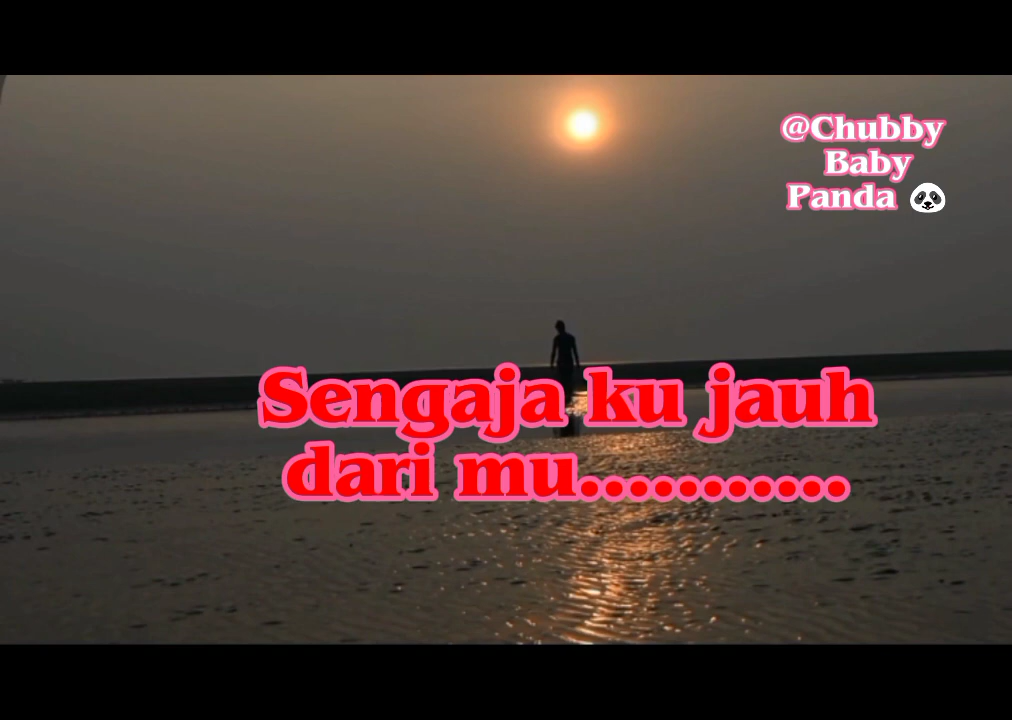 @Chubby
Baby
Panda 🐼
Sengaja ku jauh
dari mu...........